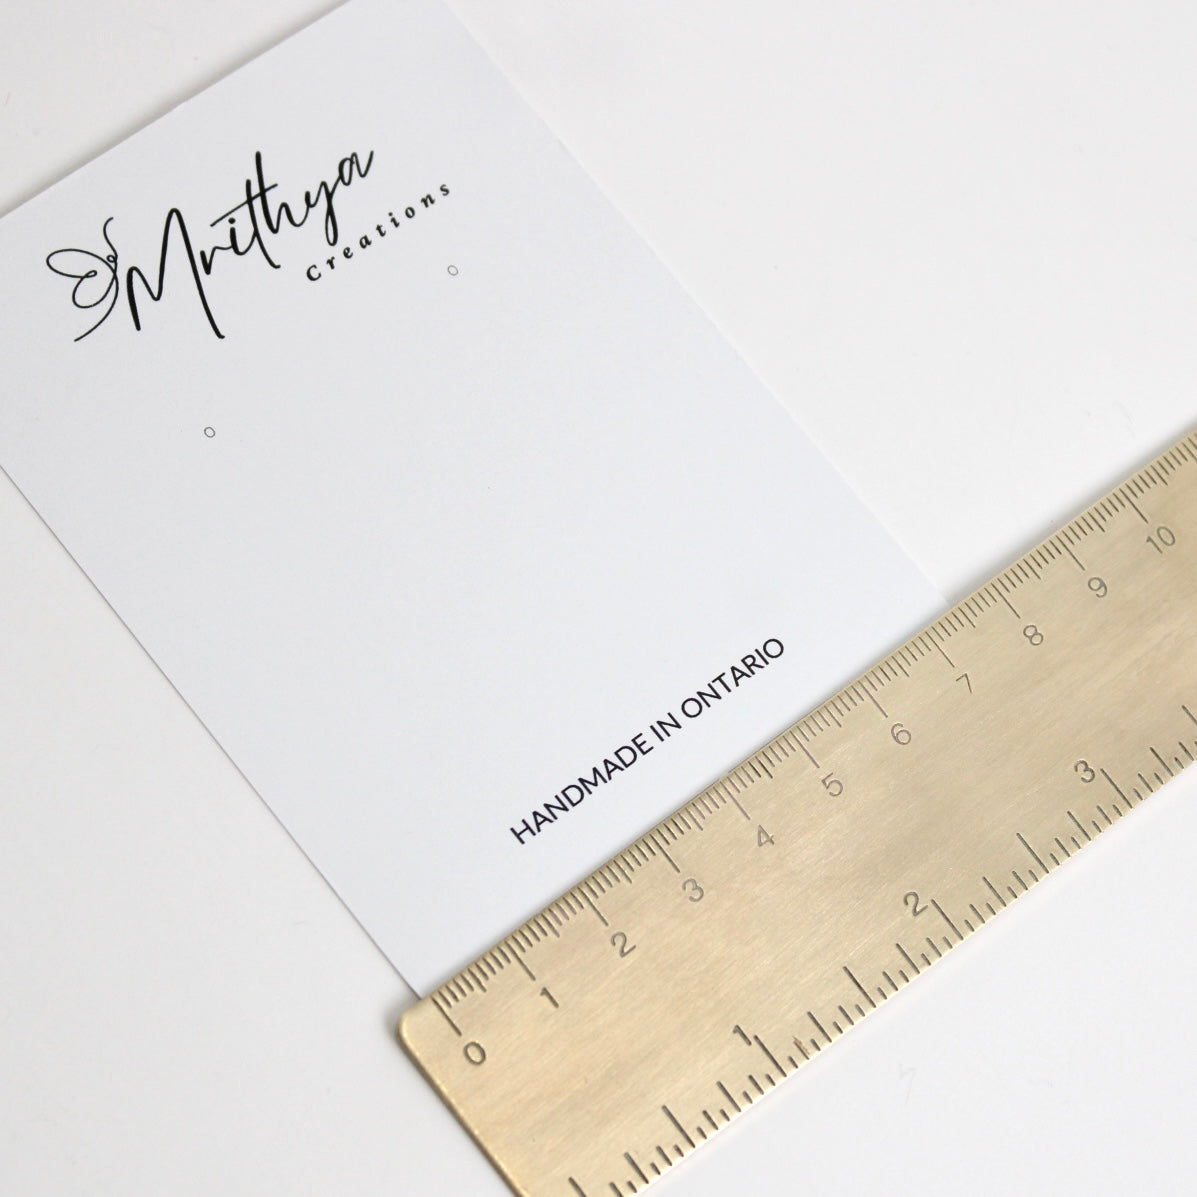 Mrithya
Creations
HANDMADE IN ONTARIO
0 1 2 3 4 5 6 7 8 9 10
1 2 3